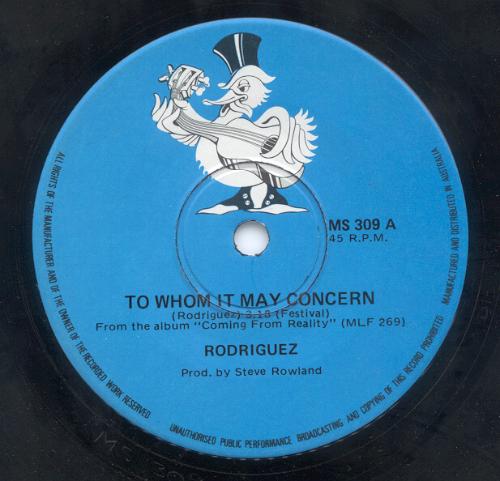 MS 309 A
45 R.P.M.
TO WHOM IT MAY CONCERN
(Rodriguez) 3.18 (Festival)
From the album "Coming From Reality" (MLF 269)
RODRIGUEZ
Prod. by Steve Rowland
ALL RIGHTS OF THE MANUFACTURER AND OF THE OWNER OF THE RECORDED WORK RESERVED
UNAUTHORISED PUBLIC PERFORMANCE BROADCASTING AND COPYING OF THIS RECORD PROHIBITED
MANUFACTURED AND DISTRIBUTED IN AUSTRALIA